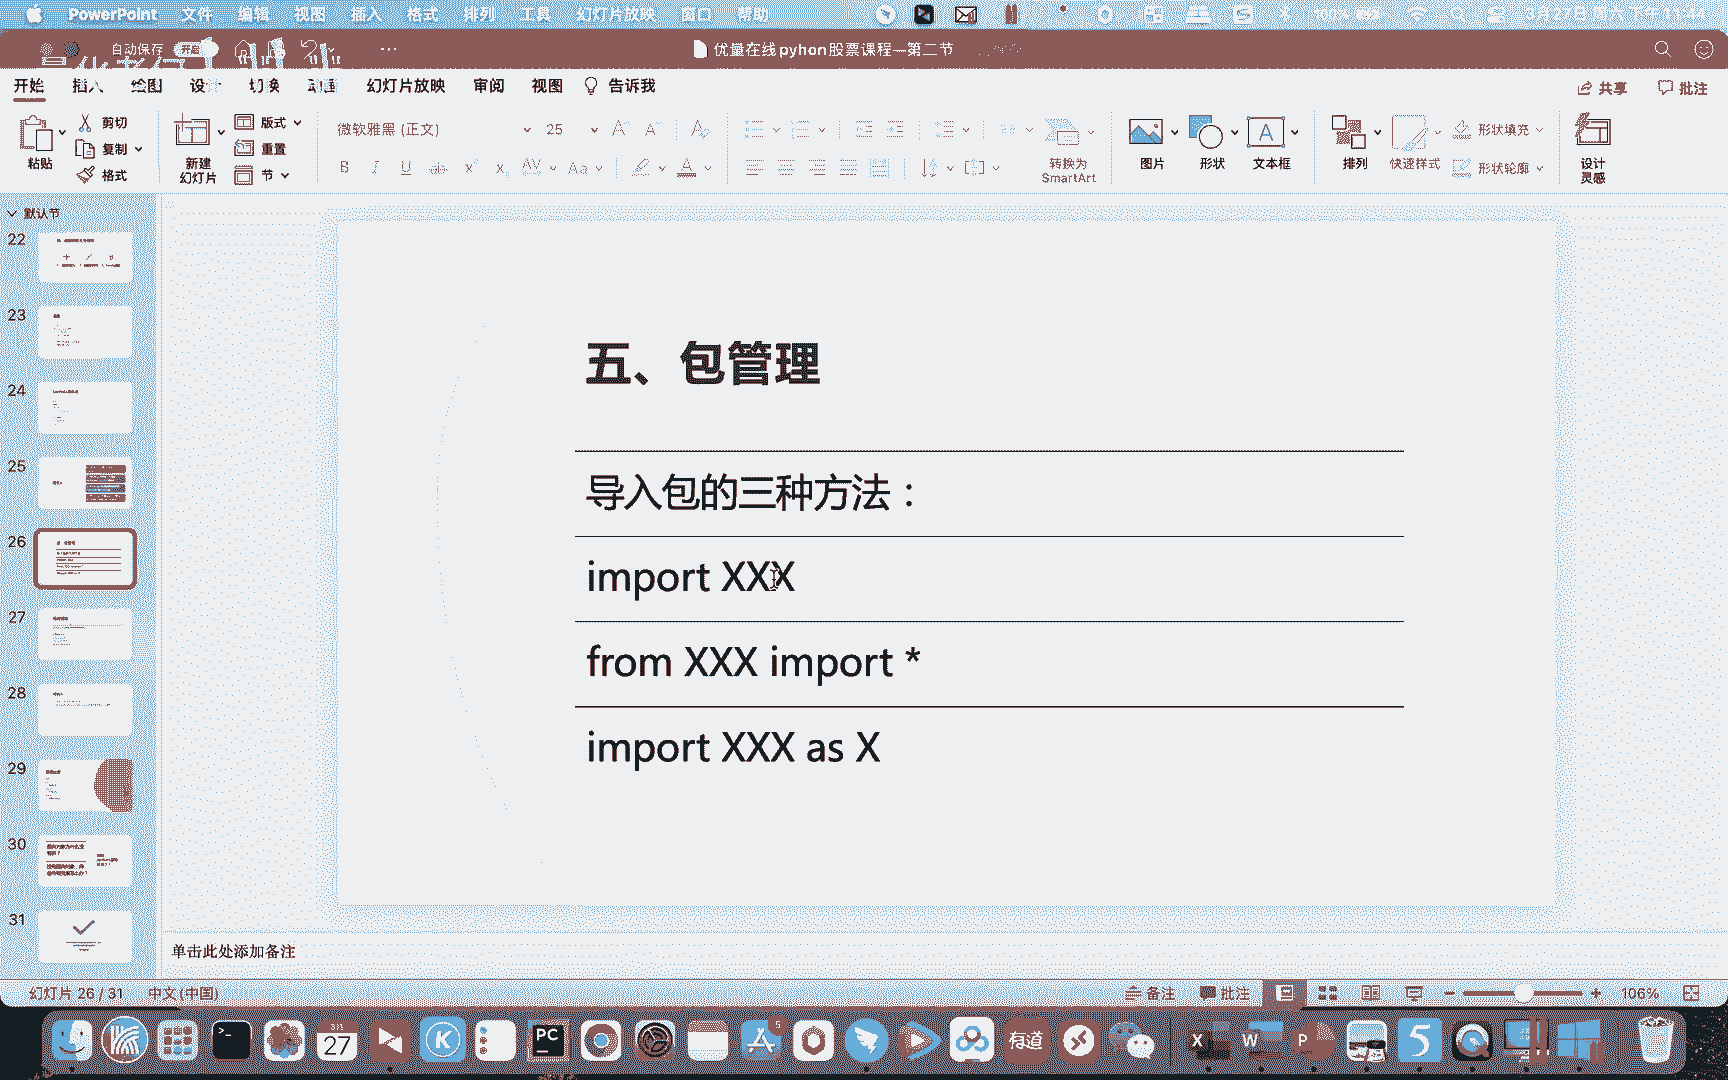 PowerPoint 文件 编辑 视图 插入 格式 排列 工具 幻灯片放映 窗口 帮助
100% 3月27日 周六 下午11:44
自动保存 开启 优量在线pyhon股票课程—第二节
开始 插入 绘图 设计 切换 动画 幻灯片放映 审阅 视图 告诉我 共享 批注
粘贴 剪切 复制 格式
新建
幻灯片
版式 重置 节
微软雅黑 (正文) 25
转换为
SmartArt
图片 形状 文本框 排列 快速样式 形状填充 形状轮廓
设计
灵感
默认节
22
23
24
25
26
27
28
29
30
31
五、包管理
导入包的三种方法：
import XXX
from XXX import *
import XXX as X
单击此处添加备注
幻灯片 26 / 31 中文 (中国) 备注 批注 106%
27
PC
有道
X W P 5